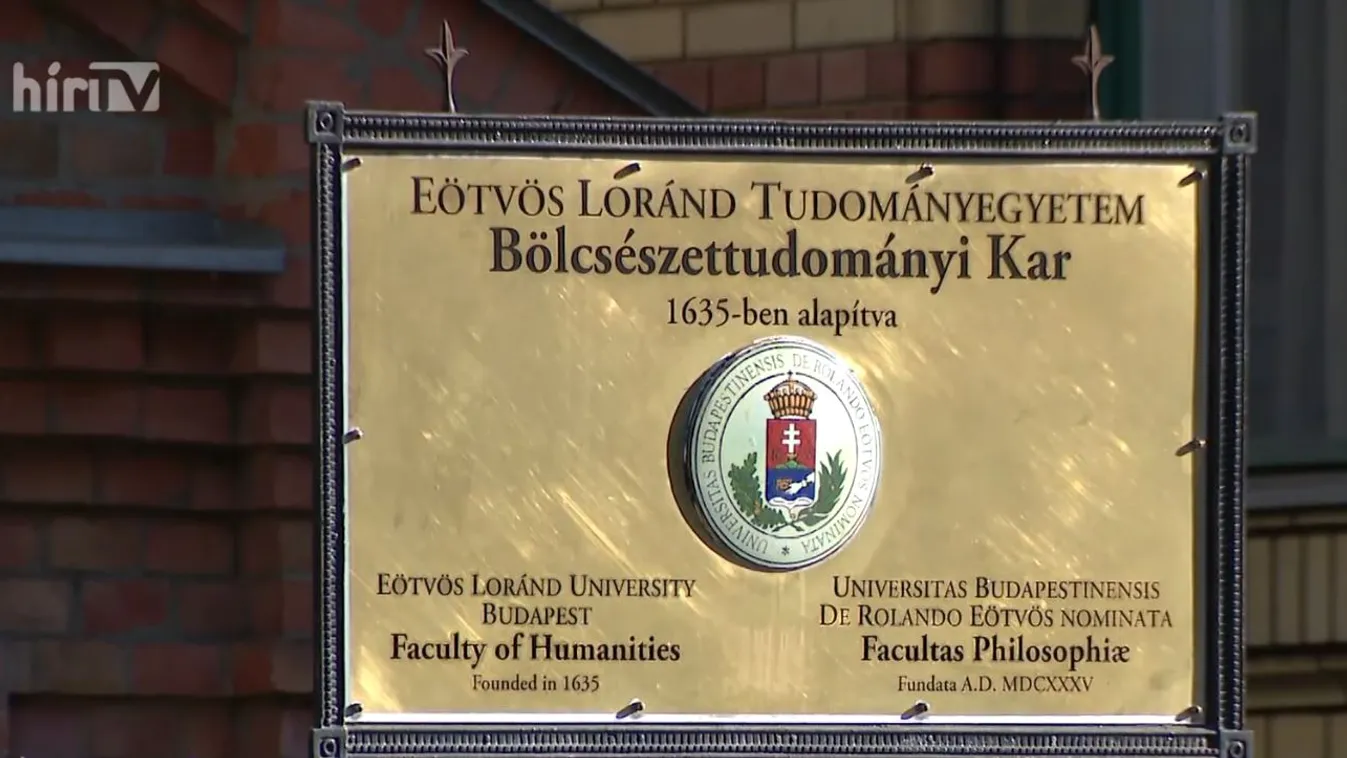 híriTV
EÖTVÖS LORÁND TUDOMÁNYEGYETEM
Bölcsészettudományi Kar
1635-ben alapítva
UNIVERSITAS BUDAPESTINENSIS DE ROLANDO EÖTVÖS NOMINATA *
EÖTVÖS LORÁND UNIVERSITY
BUDAPEST
Faculty of Humanities
Founded in 1635
UNIVERSITAS BUDAPESTINENSIS
DE ROLANDO EÖTVÖS NOMINATA
Facultas Philosophiæ
Fundata A.D. MDCXXXV